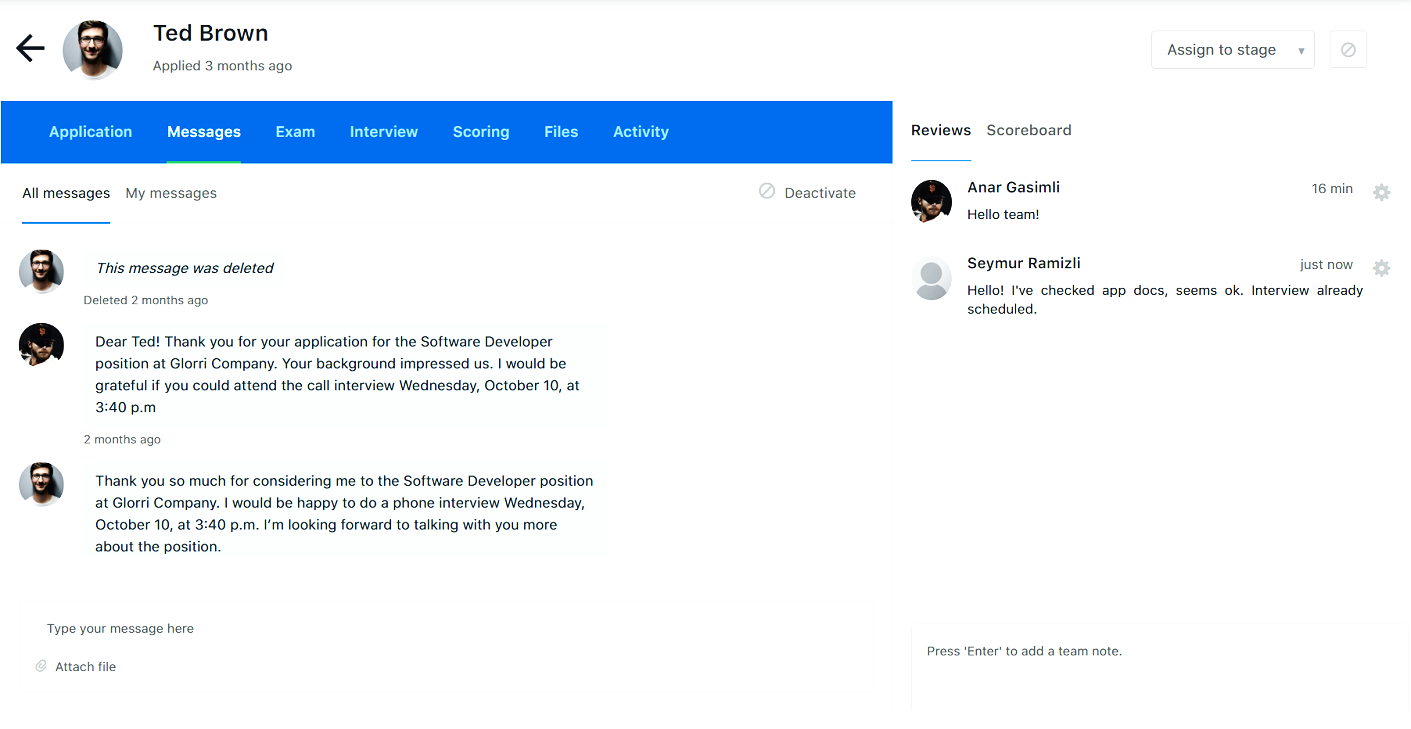 Ted Brown
Applied 3 months ago
Assign to stage
Application Messages Exam Interview Scoring Files Activity
All messages My messages
Deactivate
This message was deleted
Deleted 2 months ago
Dear Ted! Thank you for your application for the Software Developer
position at Glorri Company. Your background impressed us. I would be
grateful if you could attend the call interview Wednesday, October 10, at
3:40 p.m
2 months ago
Thank you so much for considering me to the Software Developer position
at Glorri Company. I would be happy to do a phone interview Wednesday,
October 10, at 3:40 p.m. I’m looking forward to talking with you more
about the position.
Type your message here
Attach file
Reviews Scoreboard
Anar Gasimli 16 min
Hello team!
Seymur Ramizli just now
Hello! I've checked app docs, seems ok. Interview already
scheduled.
Press 'Enter' to add a team note.